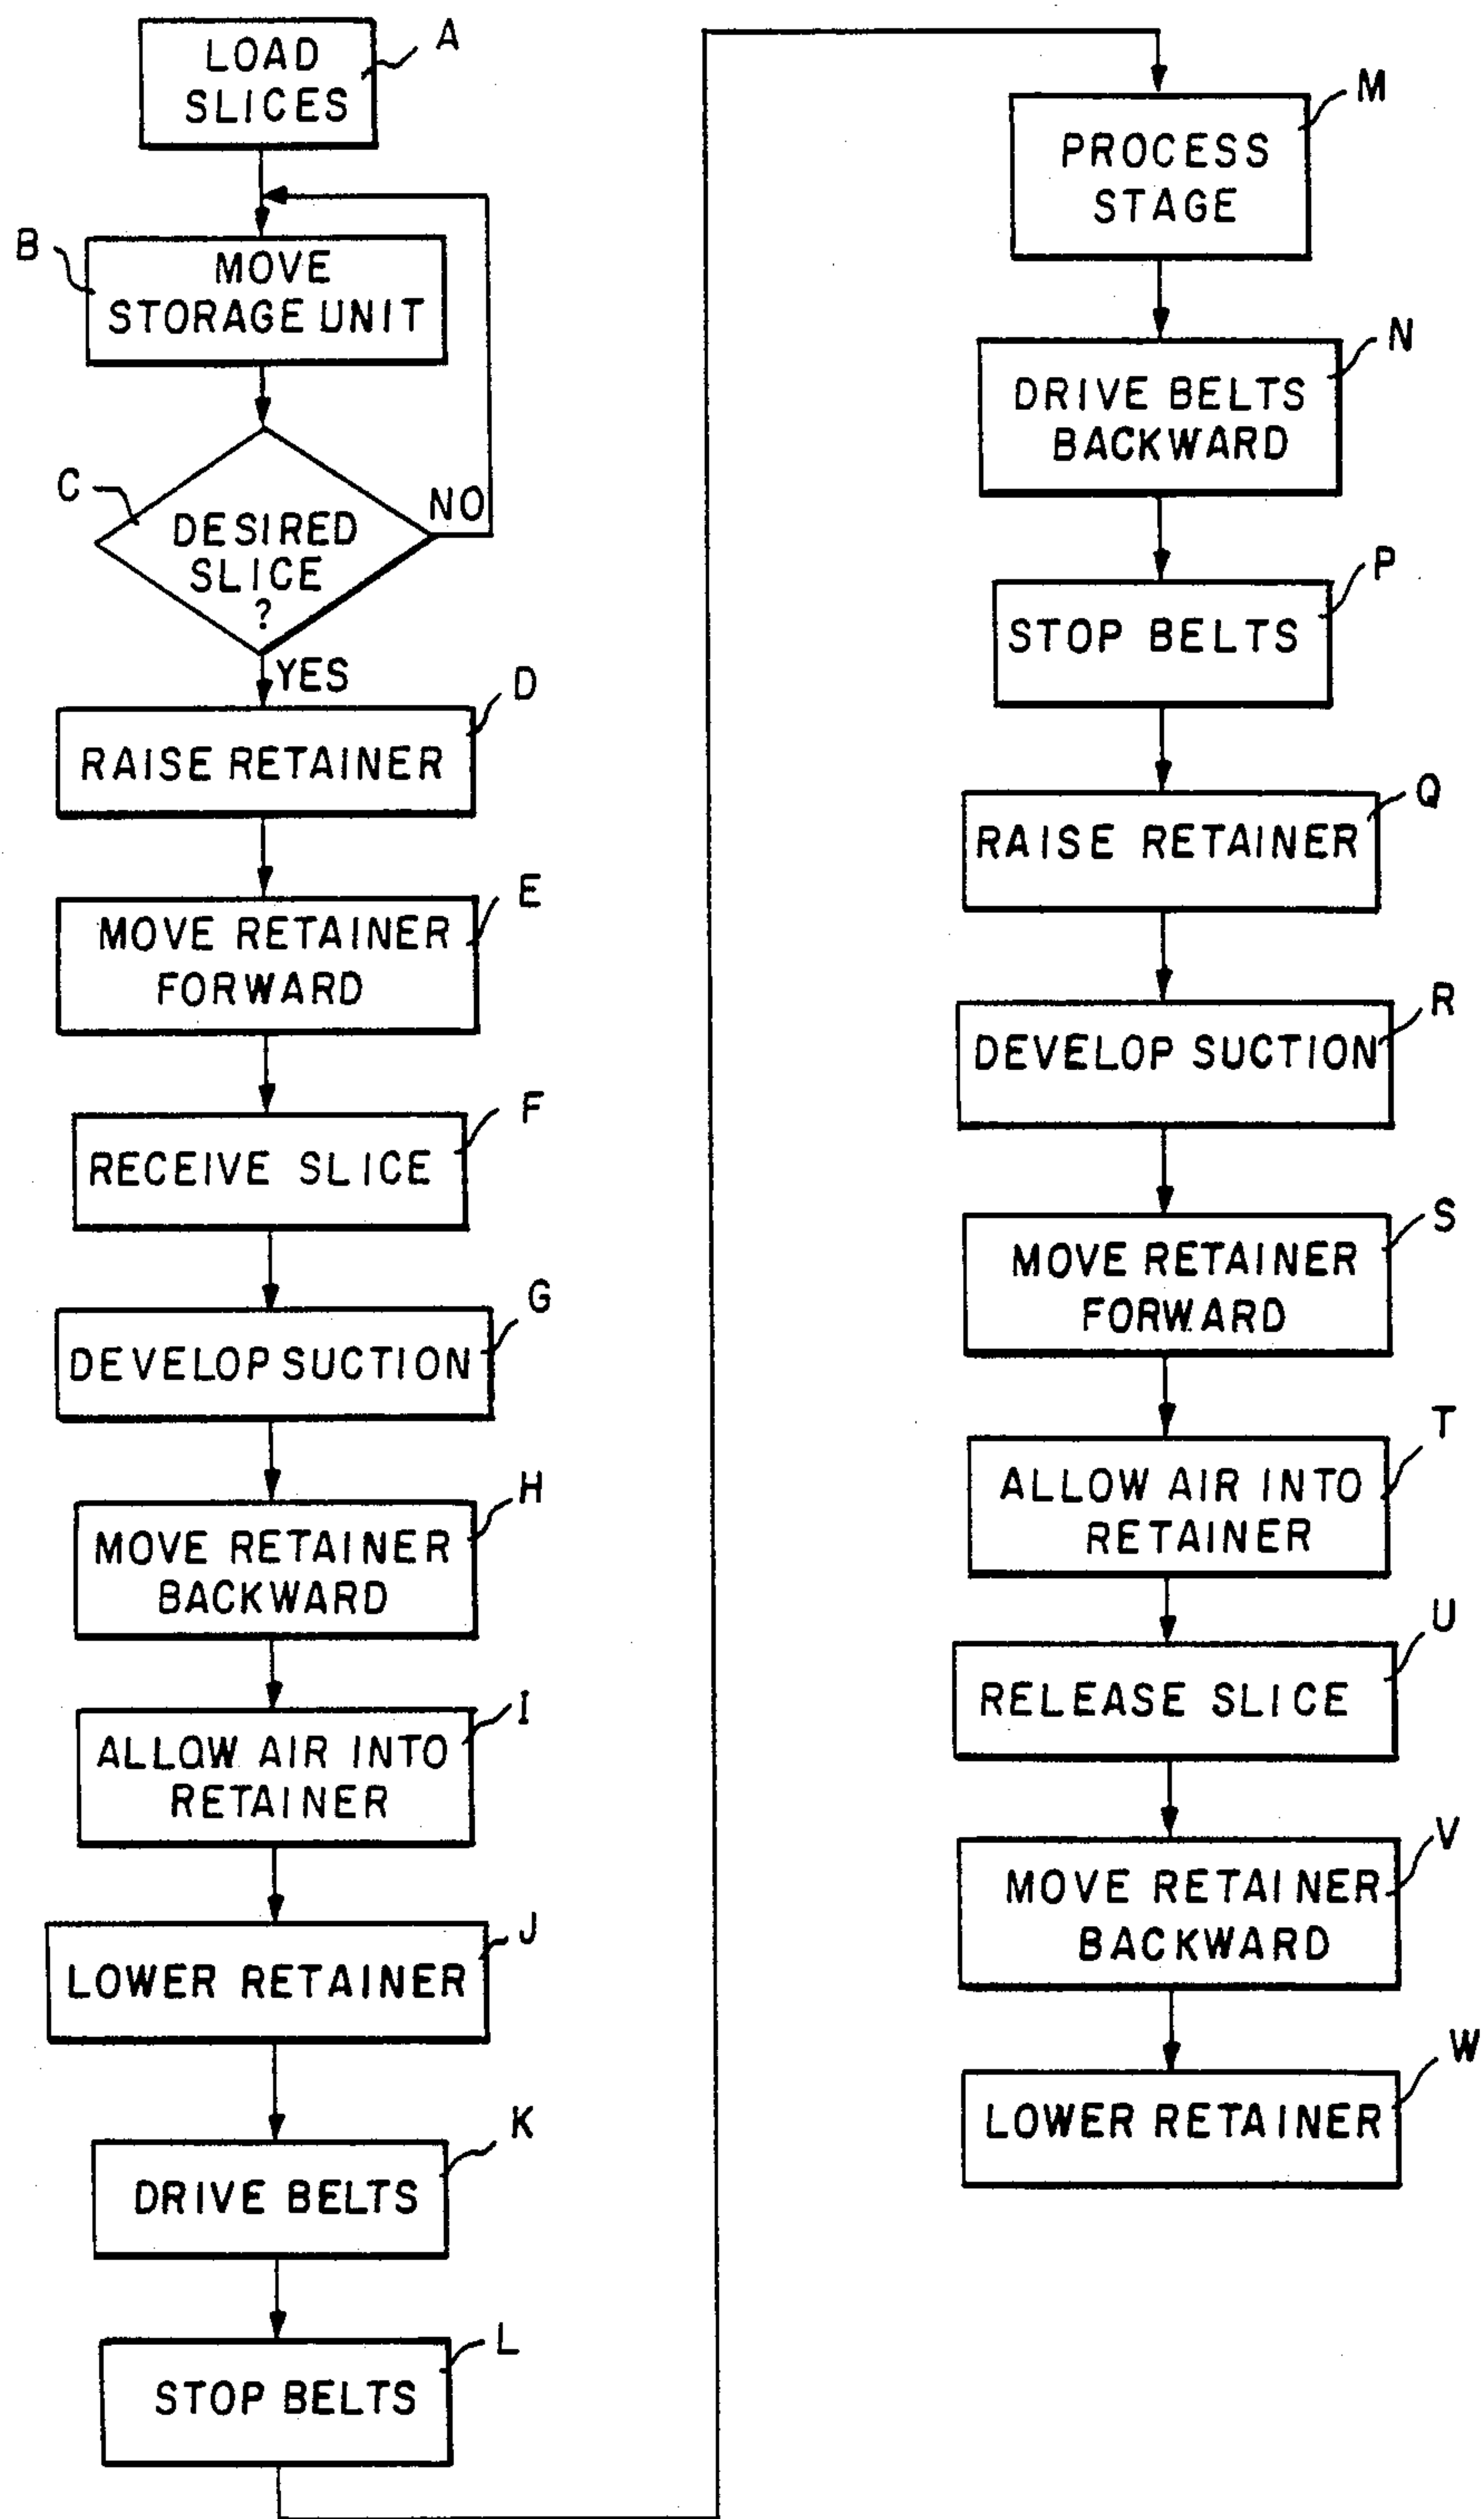 A
LOAD
SLICES
B
MOVE
STORAGE UNIT
C
NO
DESIRED
SLICE
?
YES
D
RAISE RETAINER
E
MOVE RETAINER
FORWARD
F
RECEIVE SLICE
G
DEVELOP SUCTION
H
MOVE RETAINER
BACKWARD
I
ALLOW AIR INTO
RETAINER
J
LOWER RETAINER
K
DRIVE BELTS
L
STOP BELTS
M
PROCESS
STAGE
N
DRIVE BELTS
BACKWARD
P
STOP BELTS
Q
RAISE RETAINER
R
DEVELOP SUCTION
S
MOVE RETAINER
FORWARD
T
ALLOW AIR INTO
RETAINER
U
RELEASE SLICE
V
MOVE RETAINER
BACKWARD
W
LOWER RETAINER